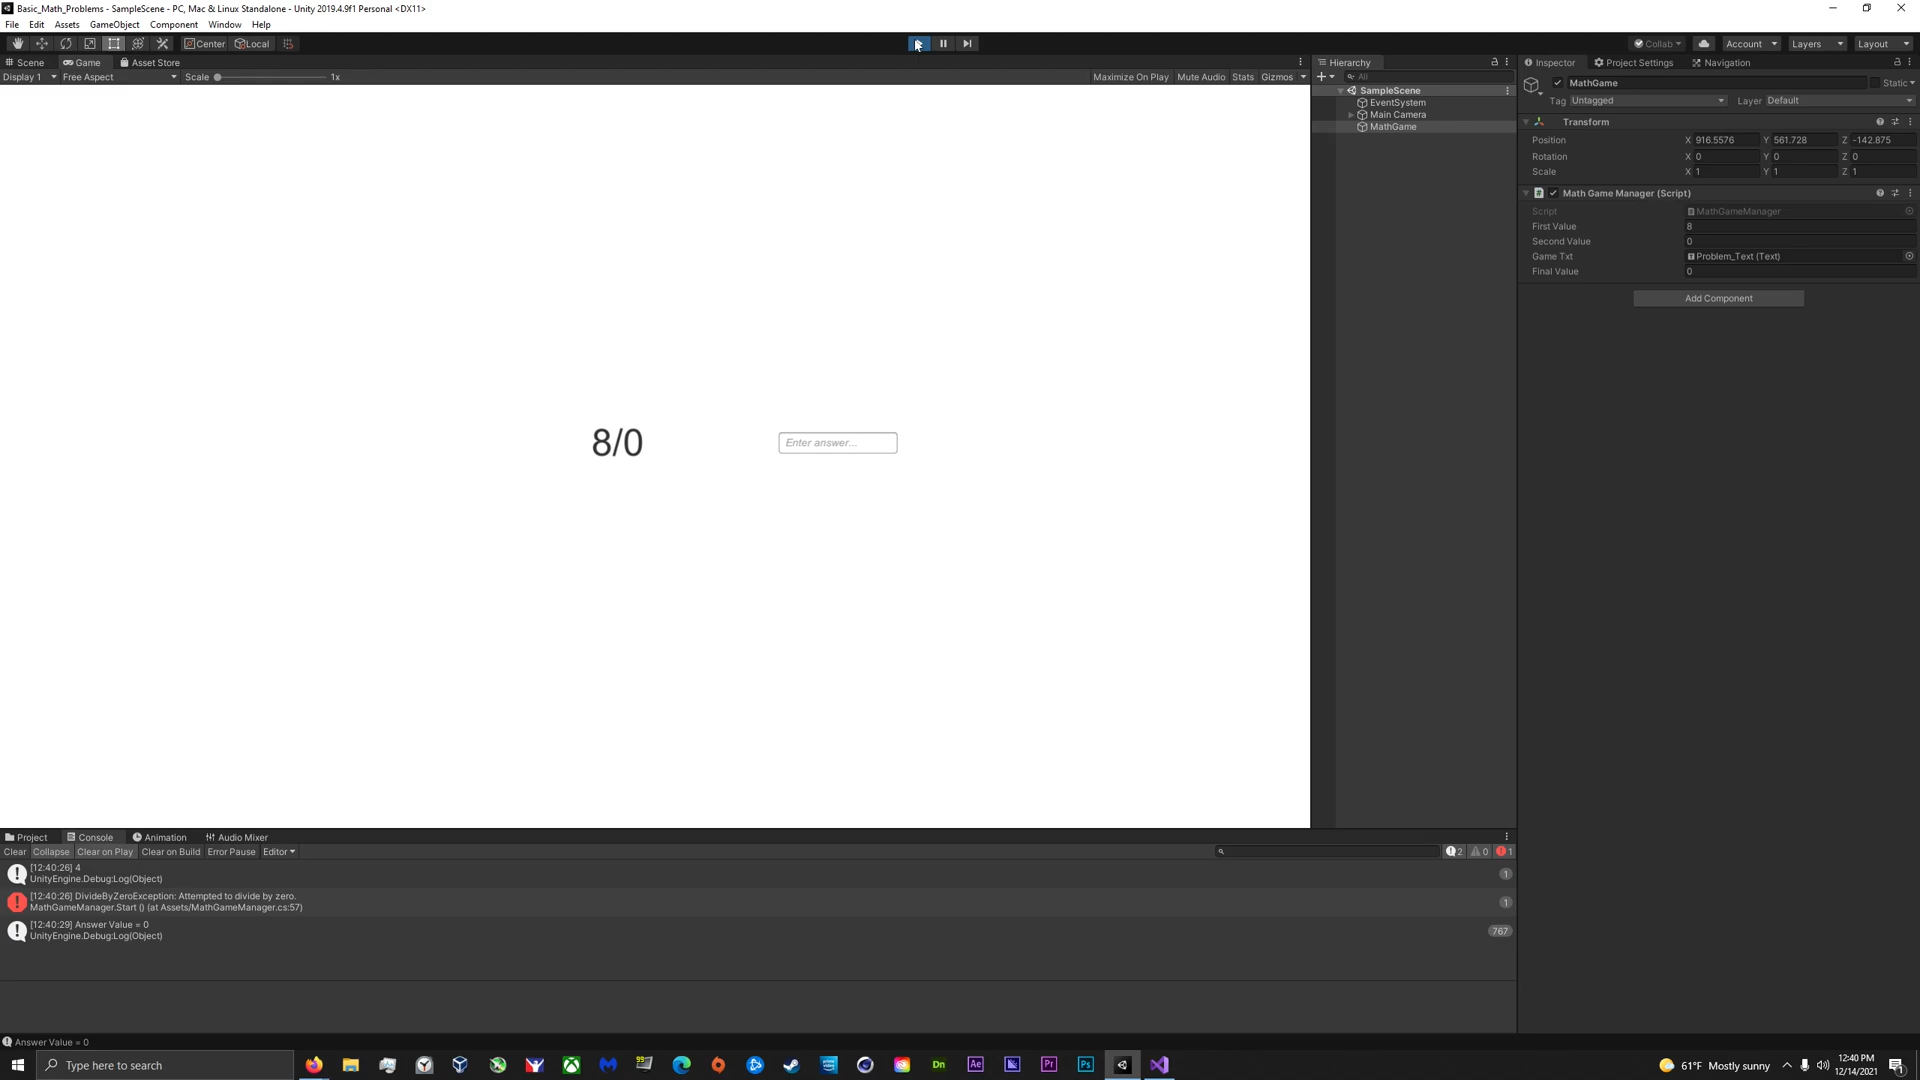 Basic_Math_Problems - SampleScene - PC, Mac & Linux Standalone - Unity 2019.4.9f1 Personal <DX11>
File Edit Assets GameObject Component Window Help
Center Local Collab Account Layers Layout
Scene Game Asset Store
Display 1 Free Aspect Scale 1x Maximize On Play Mute Audio Stats Gizmos
8/0
Enter answer...
Hierarchy
All
SampleScene
EventSystem
Main Camera
MathGame
Inspector Project Settings Navigation
MathGame Static
Tag Untagged Layer Default
Transform
Position X 916.5576 Y 561.728 Z -142.875
Rotation X 0 Y 0 Z 0
Scale X 1 Y 1 Z 1
Math Game Manager (Script)
Script MathGameManager
First Value 8
Second Value 0
Game Txt Problem_Text (Text)
Final Value 0
Add Component
Project Console Animation Audio Mixer
Clear Collapse Clear on Play Clear on Build Error Pause Editor 2 0 1
[12:40:26] 4
UnityEngine.Debug:Log(Object) 1
[12:40:26] DivideByZeroException: Attempted to divide by zero.
MathGameManager.Start () (at Assets/MathGameManager.cs:57) 1
[12:40:29] Answer Value = 0
UnityEngine.Debug:Log(Object) 767
Answer Value = 0
Type here to search 99 Dn Ae Pr Ps 61°F Mostly sunny 12:40 PM
12/14/2021 1